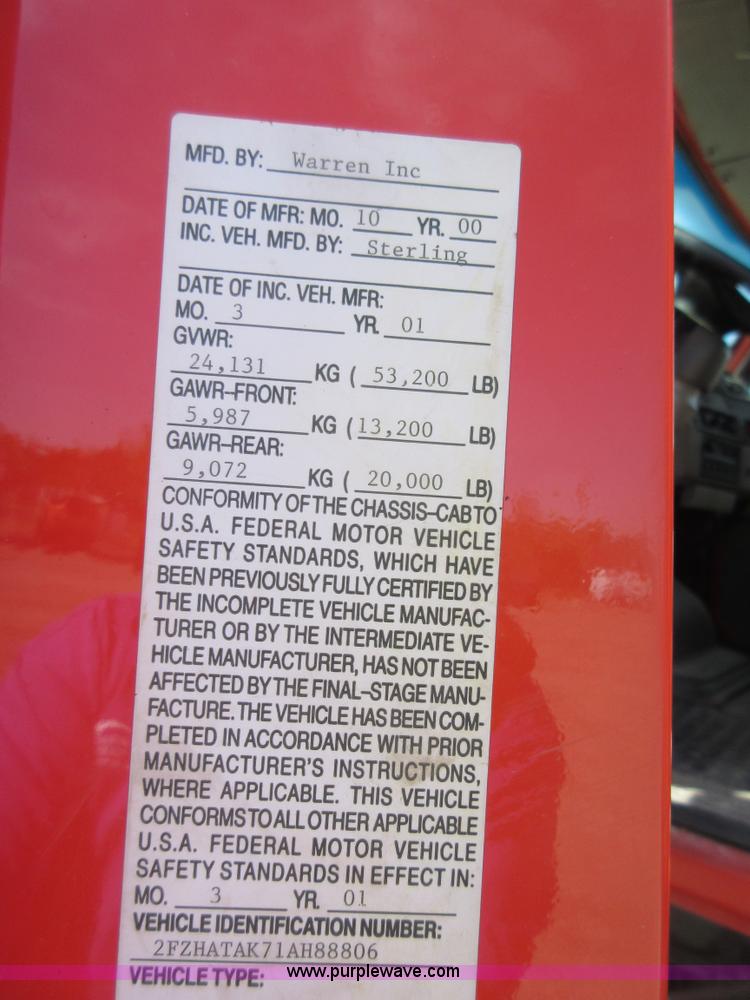 MFD. BY: Warren Inc
DATE OF MFR: MO. 10 YR. 00
INC. VEH. MFD. BY: Sterling
DATE OF INC. VEH. MFR:
MO. 3 YR. 01
GVWR:
24,131 KG ( 53,200 LB)
GAWR-FRONT:
5,987 KG ( 13,200 LB)
GAWR-REAR:
9,072 KG ( 20,000 LB)
CONFORMITY OF THE CHASSIS-CAB TO
U.S.A. FEDERAL MOTOR VEHICLE
SAFETY STANDARDS, WHICH HAVE
BEEN PREVIOUSLY FULLY CERTIFIED BY
THE INCOMPLETE VEHICLE MANUFAC-
TURER OR BY THE INTERMEDIATE VE-
HICLE MANUFACTURER, HAS NOT BEEN
AFFECTED BY THE FINAL-STAGE MANU-
FACTURE. THE VEHICLE HAS BEEN COM-
PLETED IN ACCORDANCE WITH PRIOR
MANUFACTURER'S INSTRUCTIONS,
WHERE APPLICABLE. THIS VEHICLE
CONFORMS TO ALL OTHER APPLICABLE
U.S.A. FEDERAL MOTOR VEHICLE
SAFETY STANDARDS IN EFFECT IN:
MO. 3 YR. 01
VEHICLE IDENTIFICATION NUMBER:
2FZHATAK71AH88806
VEHICLE TYPE:
www.purplewave.com